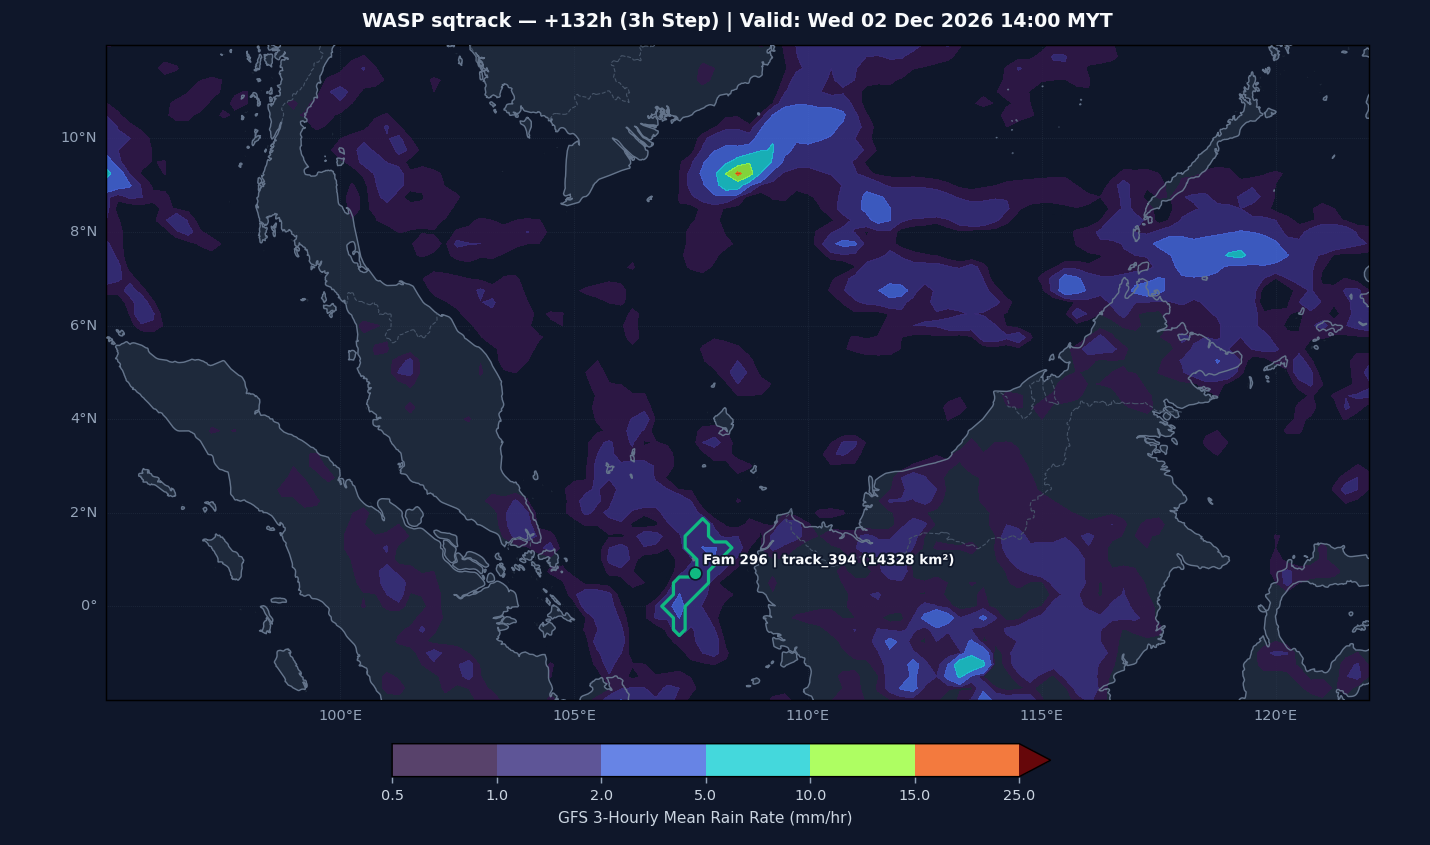 WASP sqtrack — +132h (3h Step) | Valid: Wed 02 Dec 2026 14:00 MYT
10°N
8°N
6°N
4°N
2°N
0°
Fam 296 | track_394 (14328 km²)
100°E 105°E 110°E 115°E 120°E
0.5 1.0 2.0 5.0 10.0 15.0 25.0
GFS 3-Hourly Mean Rain Rate (mm/hr)